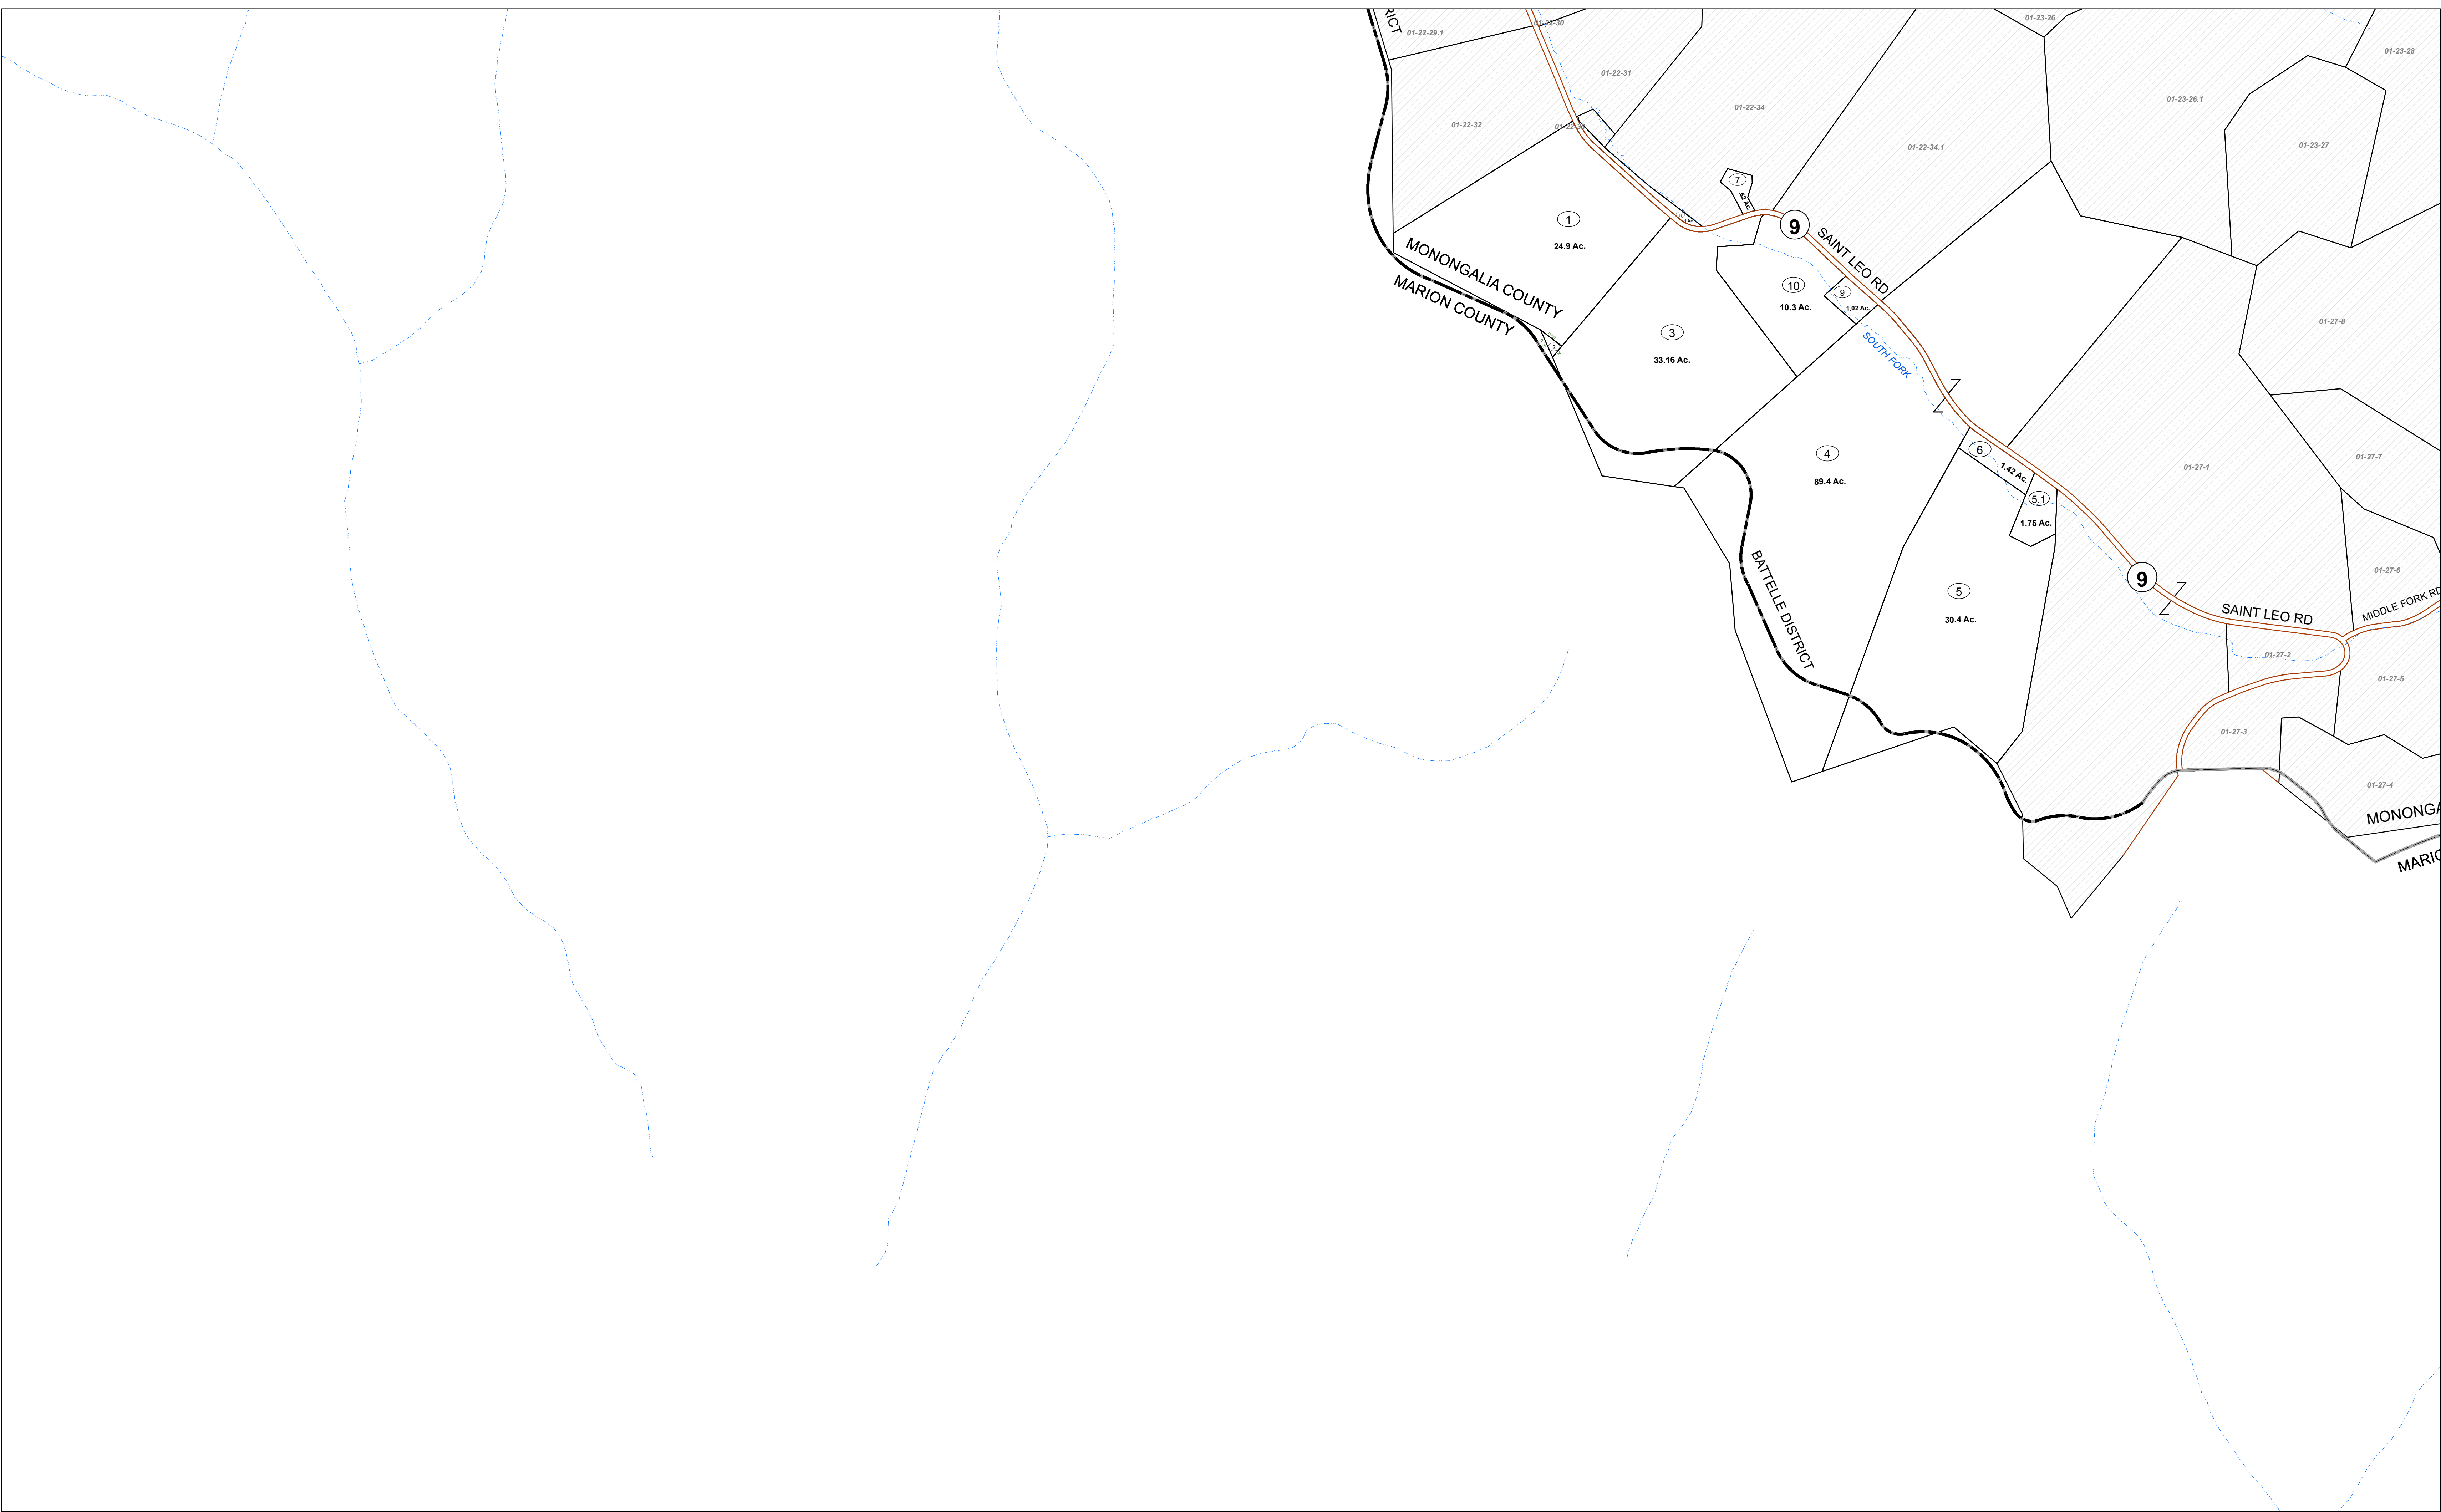 RICT
01-22-29.1
01-22-30
01-23-26
01-23-28
01-22-31
01-22-34
01-23-26.1
01-22-32
01-22-34.1
01-23-27
7
.62 Ac.
1
24.9 Ac.
9
SAINT LEO RD
MONONGALIA COUNTY
MARION COUNTY
10
10.3 Ac.
9
1.02 Ac.
3
33.16 Ac.
2
SOUTH FORK
01-27-8
4
89.4 Ac.
6
1.42 Ac.
01-27-1
01-27-7
5.1
1.75 Ac.
BATTELLE DISTRICT
5
30.4 Ac.
9
01-27-6
SAINT LEO RD
MIDDLE FORK RD
01-27-2
01-27-5
01-27-3
01-27-4
MONONGA
MARIO